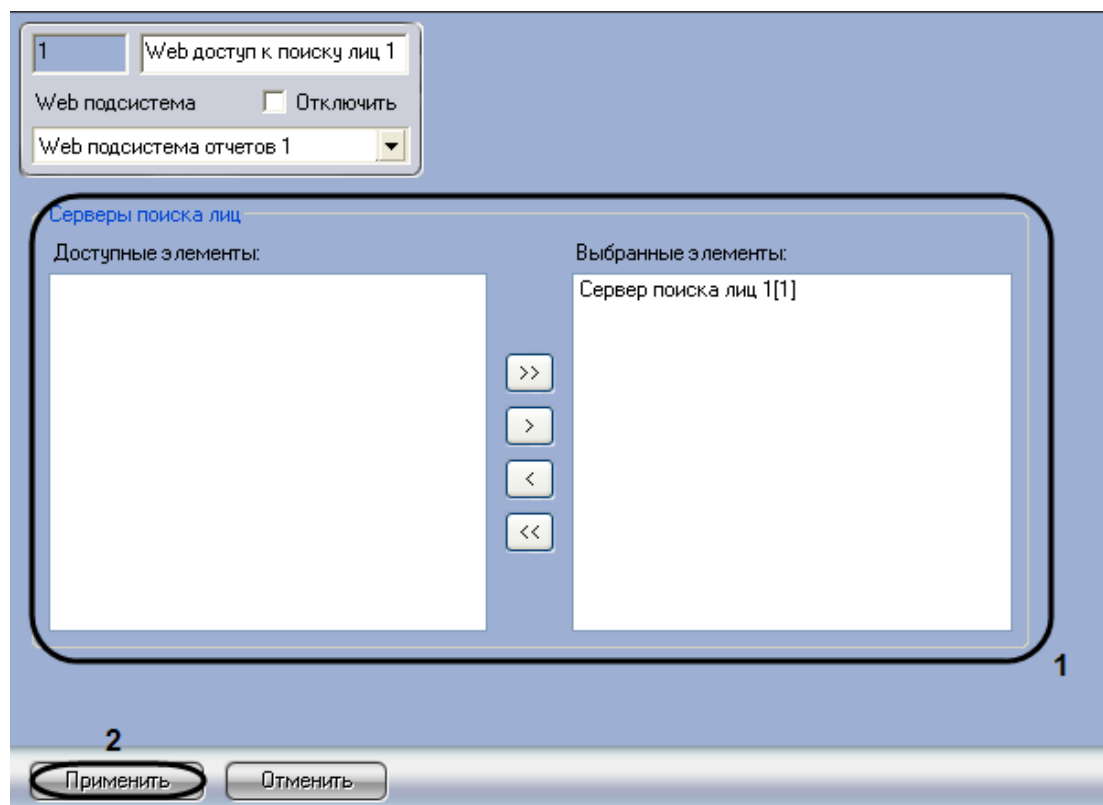 1
Web доступ к поиску лиц 1
Web подсистема
Отключить
Web подсистема отчетов 1
Серверы поиска лиц
Доступные элементы:
Выбранные элементы:
Сервер поиска лиц 1[1]
>>
>
<
<<
1
2
Применить
Отменить